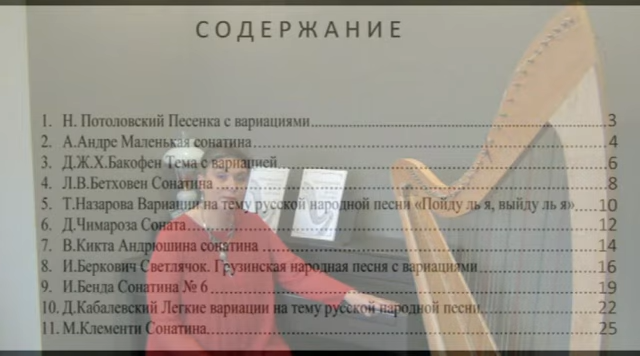 СОДЕРЖАНИЕ
1. Н. Потоловский Песенка с вариациями 3
2. А.Андре Маленькая сонатина 4
3. Д.Ж.Х.Бакофен Тема с вариацией 6
4. Л.В.Бетховен Сонатина 8
5. Т.Назарова Вариации на тему русской народной песни «Пойду ль я, выйду ль я» 10
6. Д.Чимароза Соната 12
7. В.Кикта Андрюшина сонатина 14
8. И.Беркович Светлячок. Грузинская народная песня с вариациями 16
9. И.Бенда Сонатина № 6 19
10. Д.Кабалевский Легкие вариации на тему русской народной песни 22
11. М.Клементи Сонатина 25